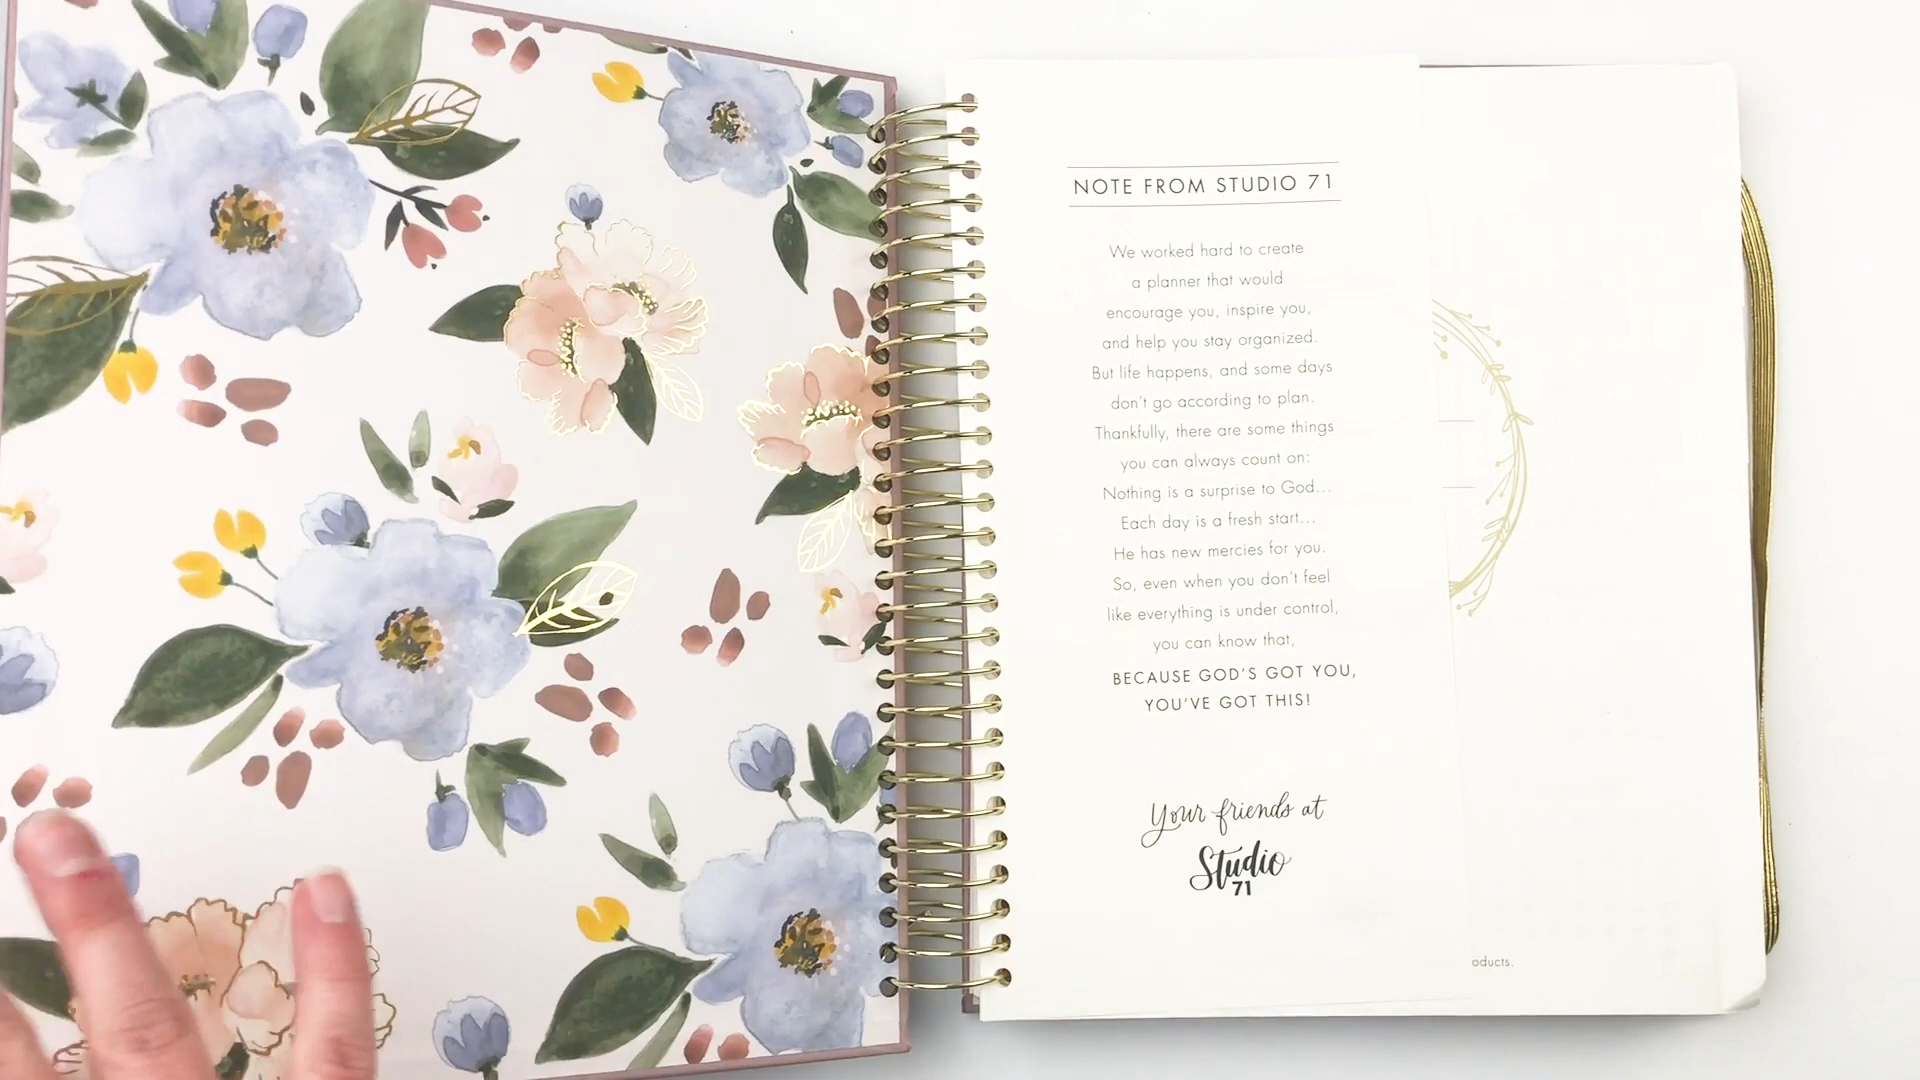 NOTE FROM STUDIO 71
We worked hard to create
a planner that would
encourage you, inspire you,
and help you stay organized.
But life happens, and some days
don't go according to plan.
Thankfully, there are some things
you can always count on:
Nothing is a surprise to God...
Each day is a fresh start...
He has new mercies for you.
So, even when you don't feel
like everything is under control,
you can know that,
BECAUSE GOD'S GOT YOU,
YOU'VE GOT THIS!
Your friends at
Studio
71
oducts.